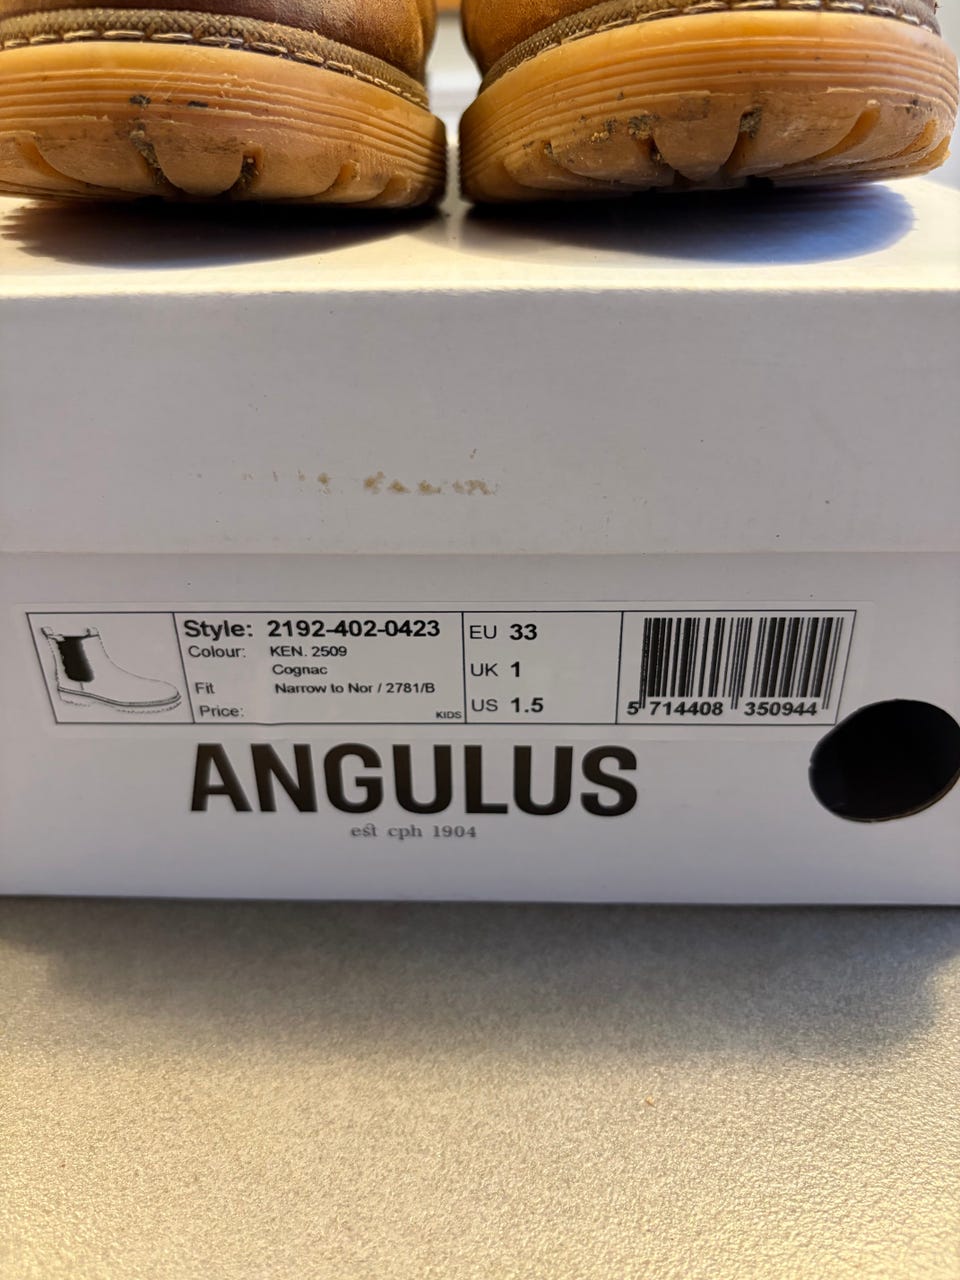 Style: 2192-402-0423
Colour: KEN. 2509
Cognac
Fit Narrow to Nor / 2781/B
Price:
KIDS
EU 33
UK 1
US 1.5
5 714408 350944
ANGULUS
est cph 1904